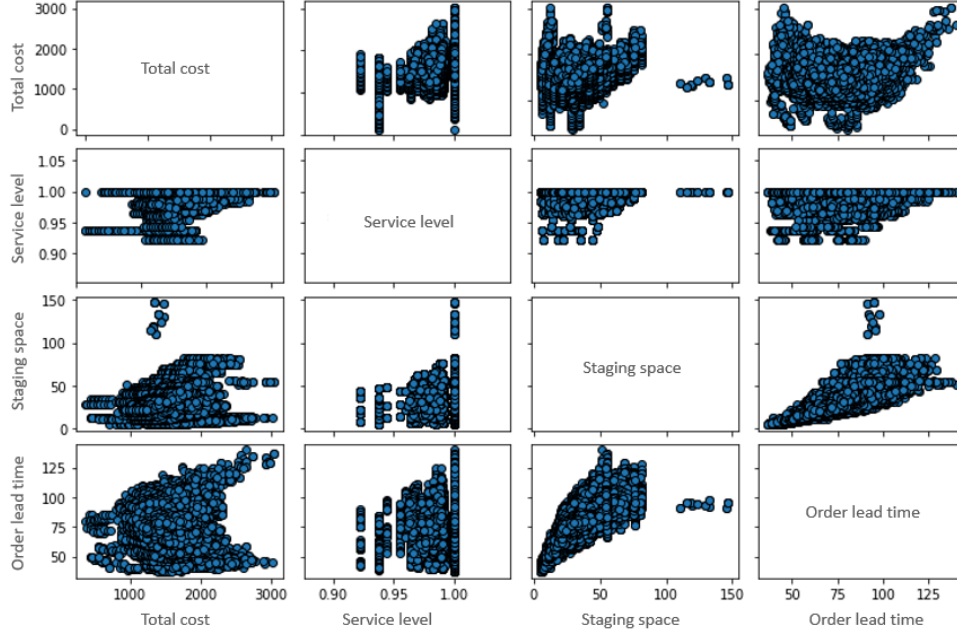 Total cost
3000
2000
1000
0
Total cost
Service level
1.05
1.00
0.95
0.90
Service level
Staging space
150
100
50
0
Staging space
Order lead time
125
100
75
50
Order lead time
1000 2000 3000 0.90 0.95 1.00 0 50 100 150 50 75 100 125
Total cost Service level Staging space Order lead time